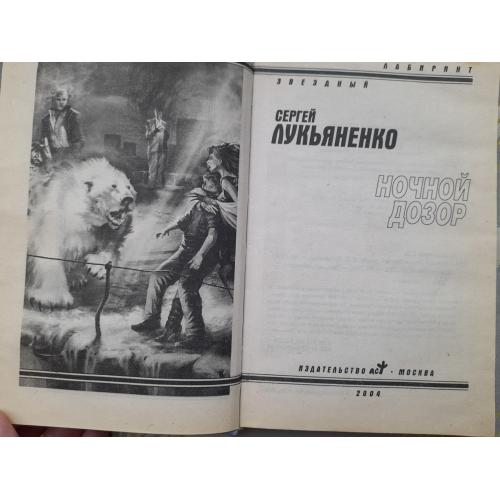 ЛАБИРИНТ
ЗВЕЗДНЫЙ
СЕРГЕЙ
ЛУКЬЯНЕНКО
НОЧНОЙ
ДОЗОР
ИЗДАТЕЛЬСТВО АСТ • МОСКВА
2004